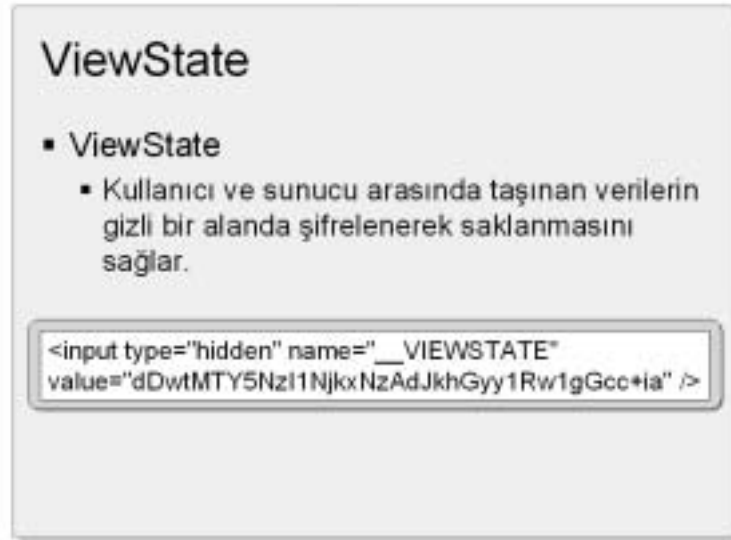 ViewState
▪ ViewState
▪ Kullanıcı ve sunucu arasında taşınan verilerin
gizli bir alanda şifrelenerek saklanmasını
sağlar.
<input type="hidden" name="__VIEWSTATE"
value="dDwtMTY5NzI1NjkxNzAdJkhGyy1Rw1gGcc+ia" />